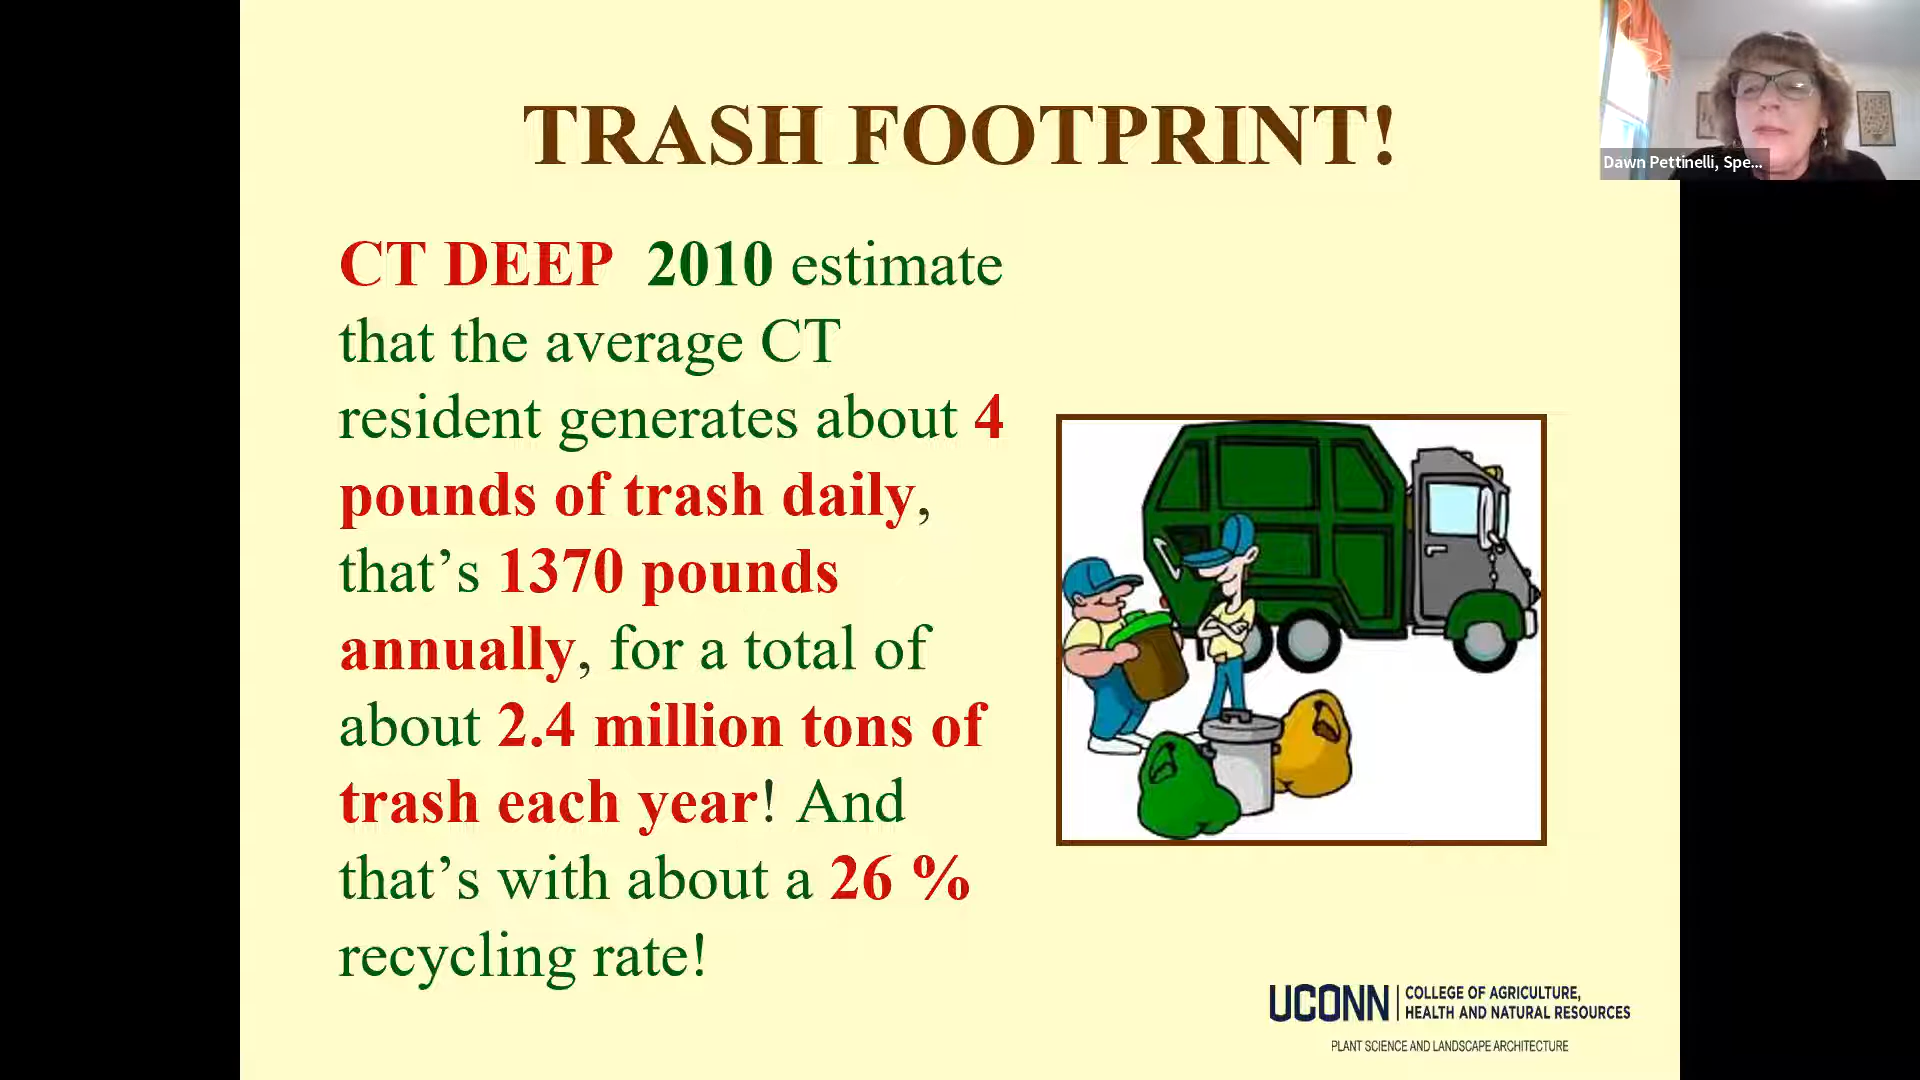 TRASH FOOTPRINT!
CT DEEP 2010 estimate
that the average CT
resident generates about 4
pounds of trash daily,
that’s 1370 pounds
annually, for a total of
about 2.4 million tons of
trash each year! And
that’s with about a 26 %
recycling rate!
Dawn Pettinelli, Spe...
UCONN
COLLEGE OF AGRICULTURE,
HEALTH AND NATURAL RESOURCES
PLANT SCIENCE AND LANDSCAPE ARCHITECTURE